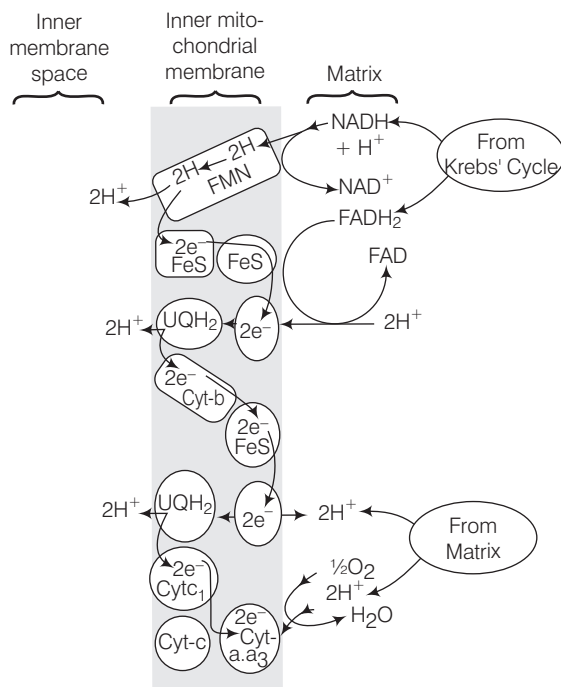 Inner
membrane
space
Inner mito-
chondrial
membrane
Matrix
NADH
+ H⁺
From
Krebs' Cycle
2H
2H
FMN
2H⁺
NAD⁺
FADH₂
2e⁻
FeS
FeS
FAD
2H⁺
UQH₂
2e⁻
2H⁺
2e⁻
Cyt-b
2e⁻
FeS
2H⁺
UQH₂
2e⁻
2H⁺
From
Matrix
2e⁻
Cytc₁
½O₂
2H⁺
H₂O
Cyt-c
2e⁻
Cyt-
a.a₃